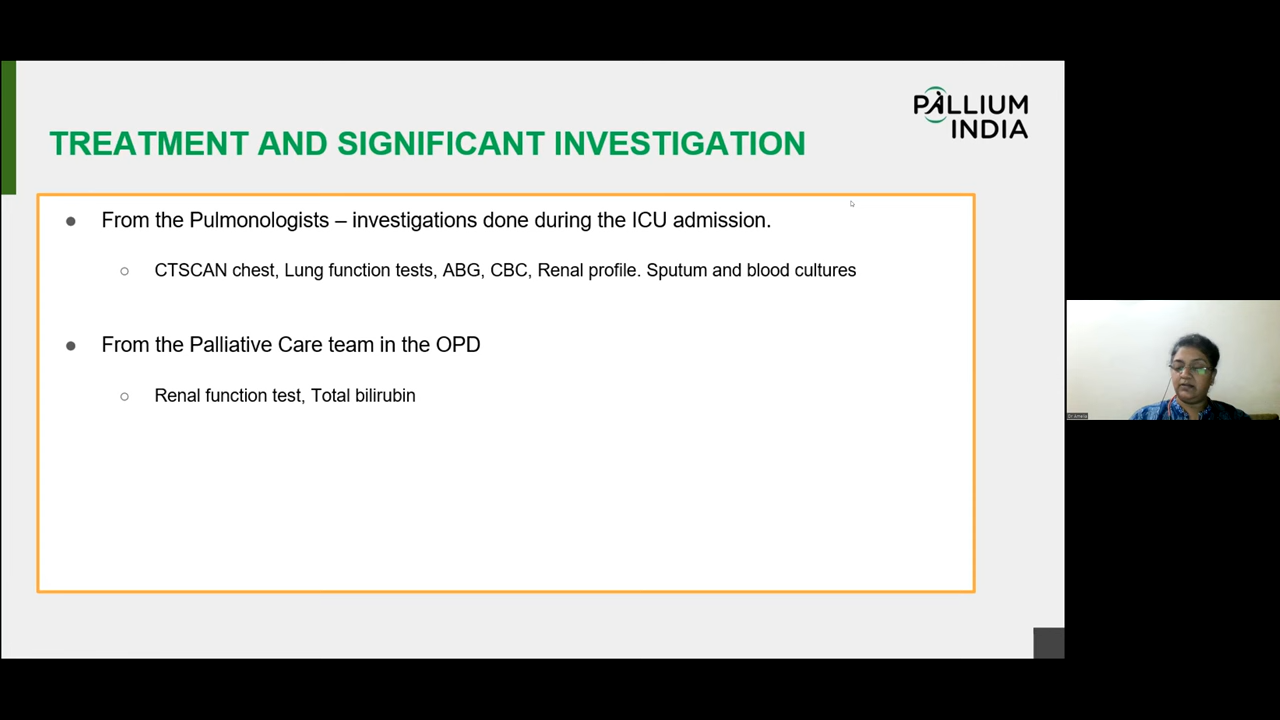 PALLIUM
INDIA
TREATMENT AND SIGNIFICANT INVESTIGATION
● From the Pulmonologists – investigations done during the ICU admission.
○ CTSCAN chest, Lung function tests, ABG, CBC, Renal profile. Sputum and blood cultures
● From the Palliative Care team in the OPD
○ Renal function test, Total bilirubin